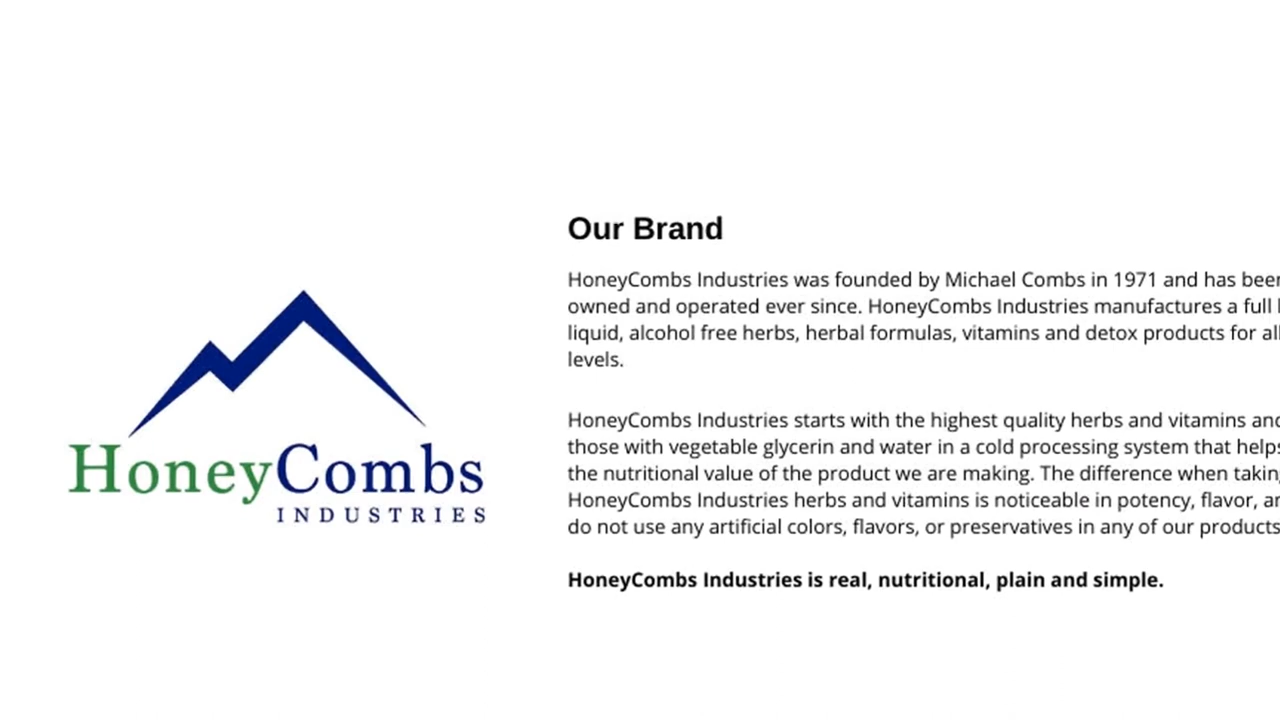 Our Brand
HoneyCombs Industries was founded by Michael Combs in 1971 and has been
owned and operated ever since. HoneyCombs Industries manufactures a full
liquid, alcohol free herbs, herbal formulas, vitamins and detox products for
levels.
HoneyCombs Industries starts with the highest quality herbs and vitamins
those with vegetable glycerin and water in a cold processing system that helps
the nutritional value of the product we are making. The difference when
HoneyCombs Industries herbs and vitamins is noticeable in potency, flavor,
do not use any artificial colors, flavors, or preservatives in any of our products
HoneyCombs Industries is real, nutritional, plain and simple.
HoneyCombs
INDUSTRIES